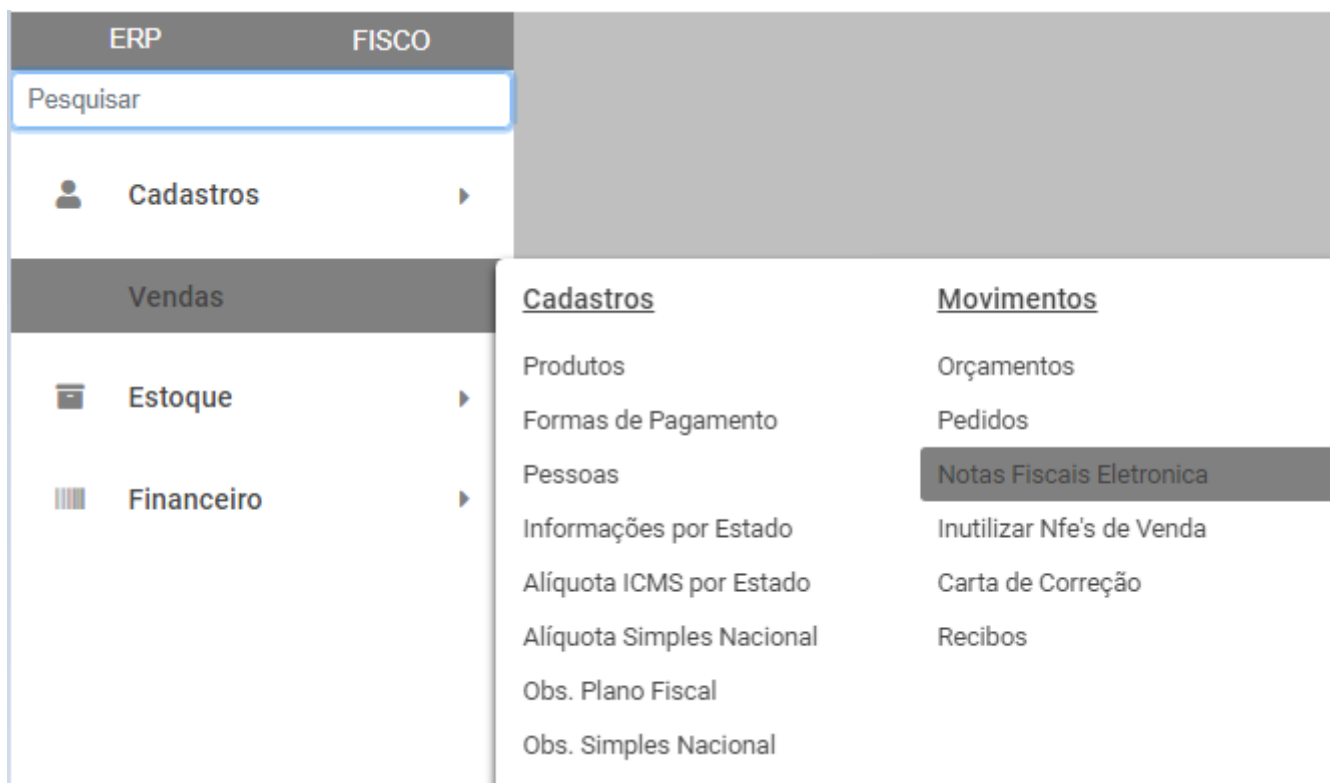 ERP FISCO
Pesquisar
Cadastros
Vendas
Estoque
Financeiro
Cadastros
Produtos
Formas de Pagamento
Pessoas
Informações por Estado
Alíquota ICMS por Estado
Alíquota Simples Nacional
Obs. Plano Fiscal
Obs. Simples Nacional
Movimentos
Orçamentos
Pedidos
Notas Fiscais Eletronica
Inutilizar Nfe's de Venda
Carta de Correção
Recibos